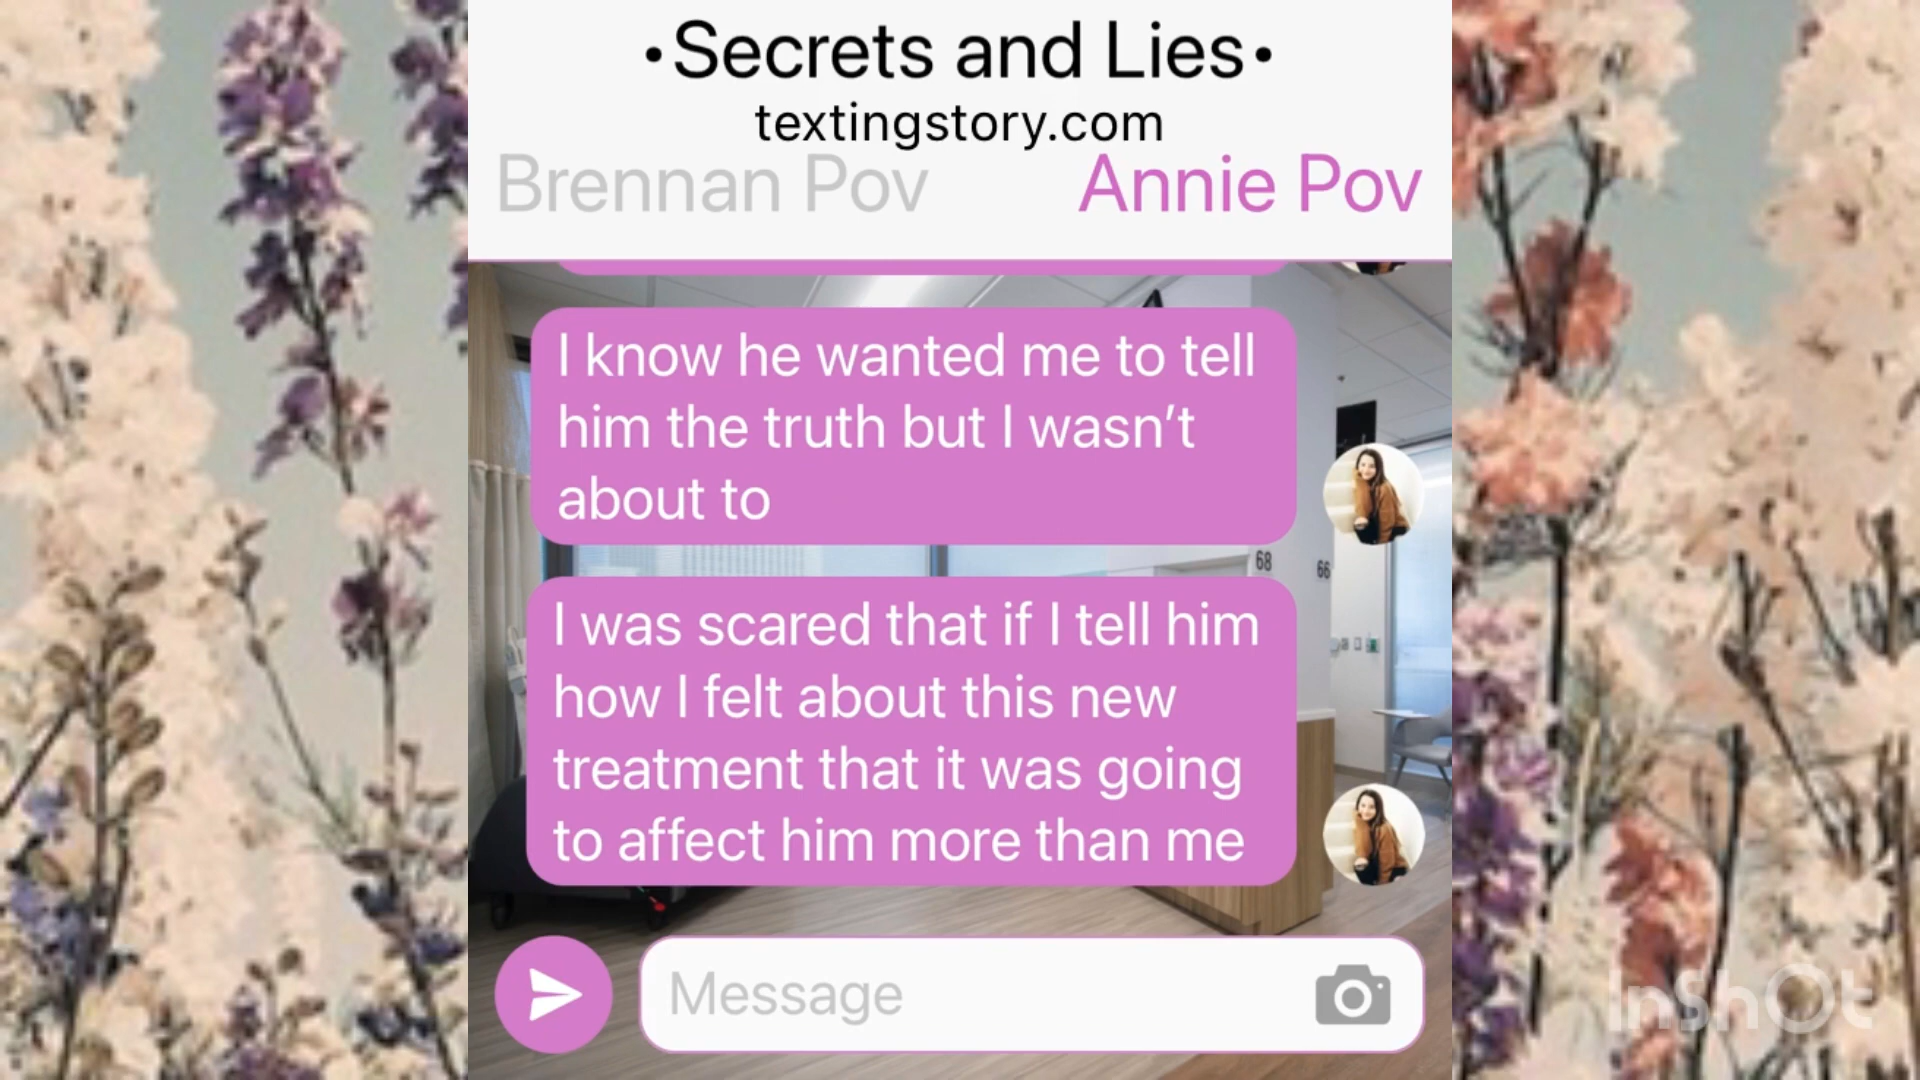 •Secrets and Lies•
textingstory.com
Brennan Pov
Annie Pov
I know he wanted me to tell
him the truth but I wasn’t
about to
68
66
I was scared that if I tell him
how I felt about this new
treatment that it was going
to affect him more than me
Message
InShOt